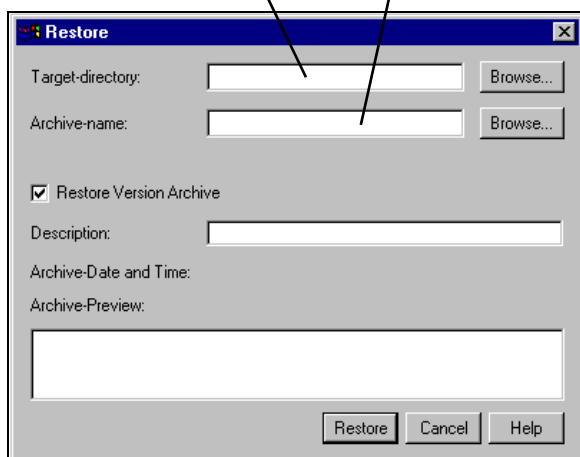 Restore
Target-directory: Browse...
Archive-name: Browse...
Restore Version Archive
Description:
Archive-Date and Time:
Archive-Preview:
Restore Cancel Help